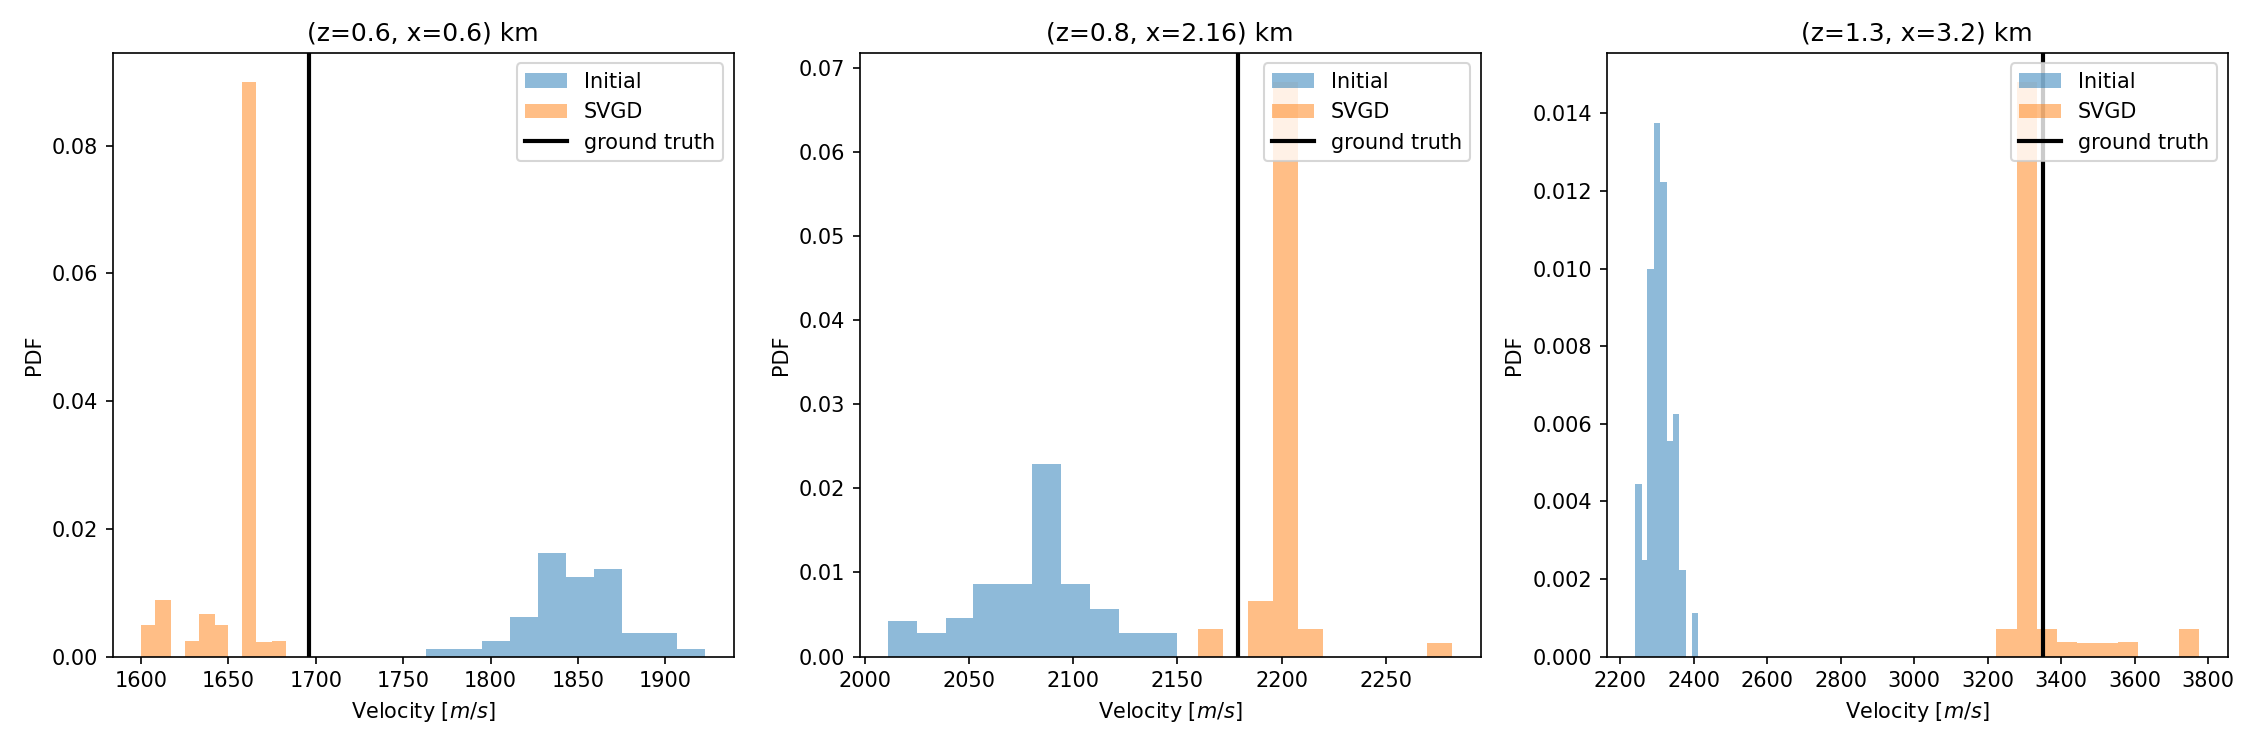 (z=0.6, x=0.6) km
Initial
SVGD
ground truth
0.08
0.06
0.04
0.02
0.00
PDF
1600 1650 1700 1750 1800 1850 1900
Velocity [m/s]
(z=0.8, x=2.16) km
Initial
SVGD
ground truth
0.07
0.06
0.05
0.04
0.03
0.02
0.01
0.00
PDF
2000 2050 2100 2150 2200 2250
Velocity [m/s]
(z=1.3, x=3.2) km
Initial
SVGD
ground truth
0.014
0.012
0.010
0.008
0.006
0.004
0.002
0.000
PDF
2200 2400 2600 2800 3000 3200 3400 3600 3800
Velocity [m/s]